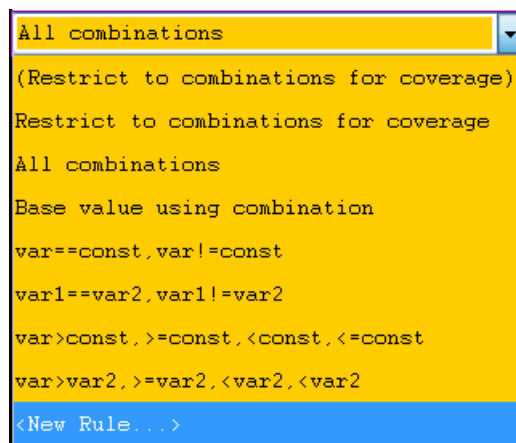 All combinations
(Restrict to combinations for coverage)
Restrict to combinations for coverage
All combinations
Base value using combination
var==const,var!=const
var1==var2,var1!=var2
var>const,>=const,<const,<=const
var>var2,>=var2,<var2,<var2
<New Rule...>